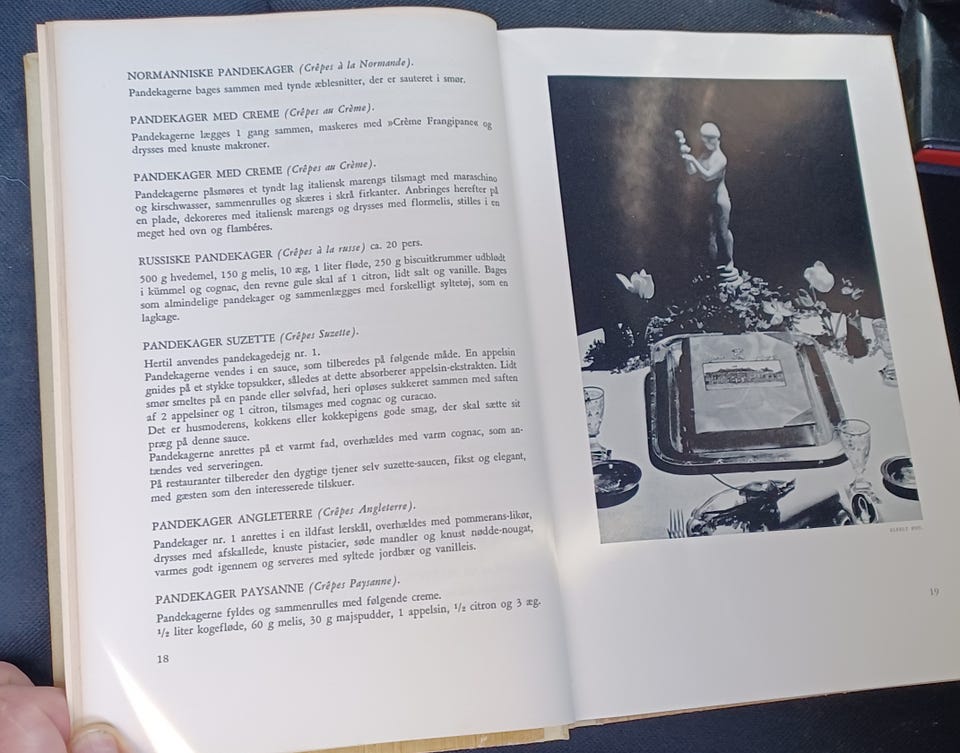 NORMANNISKE PANDEKAGER (Crêpes à la Normande).
Pandekagerne bages sammen med tynde æblesnitter, der er sauteret i smør.
PANDEKAGER MED CREME (Crêpes au Crème).
Pandekagerne lægges 1 gang sammen, maskeres med »Crème Frangipane« og
drysses med knuste makroner.
PANDEKAGER MED CREME (Crêpes au Crème).
Pandekagerne påsmøres et tyndt lag italiensk marengs tilsmagt med maraschino
og kirschwasser, sammenrulles og skæres i skrå firkanter. Anbringes herefter på
en plade, dekoreres med italiensk marengs og drysses med flormelis, stilles i en
meget hed ovn og flambéres.
RUSSISKE PANDEKAGER (Crêpes à la russe) ca. 20 pers.
500 g hvedemel, 150 g melis, 10 æg, 1 liter fløde, 250 g biscuitkrummer udblødt
i kümmel og cognac, den revne gule skal af 1 citron, lidt salt og vanille. Bages
som almindelige pandekager og sammenlægges med forskelligt syltetøj, som en
lagkage.
PANDEKAGER SUZETTE (Crêpes Suzette).
Hertil anvendes pandekagedejg nr. 1.
Pandekagerne vendes i en sauce, som tilberedes på følgende måde. En appelsin
gnides på et stykke topsukker, således at dette absorberer appelsin-ekstrakten. Lidt
smør smeltes på en pande eller sølvfad, heri opløses sukkeret sammen med saften
af 2 appelsiner og 1 citron, tilsmages med cognac og curacao.
Det er husmoderens, kokkens eller kokkepigens gode smag, der skal sætte sit
præg på denne sauce.
Pandekagerne anrettes på et varmt fad, overhældes med varm cognac, som an-
tændes ved serveringen.
På restauranter tilbereder den dygtige tjener selv suzette-saucen, fikst og elegant,
med gæsten som den interesserede tilskuer.
PANDEKAGER ANGLETERRE (Crêpes Angleterre).
Pandekager nr. 1 anrettes i en ildfast lerskål, overhældes med pommerans-likør,
drysses med afskallede, knuste pistacier, søde mandler og knust nødde-nougat,
varmes godt igennem og serveres med syltede jordbær og vanilleis.
PANDEKAGER PAYSANNE (Crêpes Paysanne).
Pandekagerne fyldes og sammenrulles med følgende creme.
1/2 liter kogefløde, 60 g melis, 30 g majspudder, 1 appelsin, 1/2 citron og 3 æg.
18
19